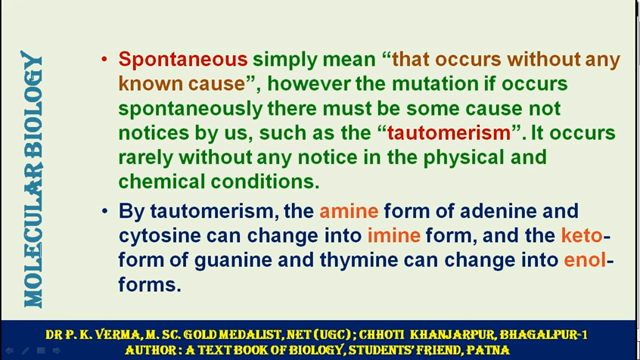 MOLECULAR BIOLOGY
• Spontaneous simply mean “that occurs without any
known cause”, however the mutation if occurs
spontaneously there must be some cause not
notices by us, such as the “tautomerism”. It occurs
rarely without any notice in the physical and
chemical conditions.
• By tautomerism, the amine form of adenine and
cytosine can change into imine form, and the keto-
form of guanine and thymine can change into enol-
forms.
DR P. K. VERMA, M. SC. GOLD MEDALIST, NET (UGC) ; CHHOTI KHANJARPUR, BHAGALPUR-1
AUTHOR : A TEXT BOOK OF BIOLOGY, STUDENTS’ FRIEND, PATNA